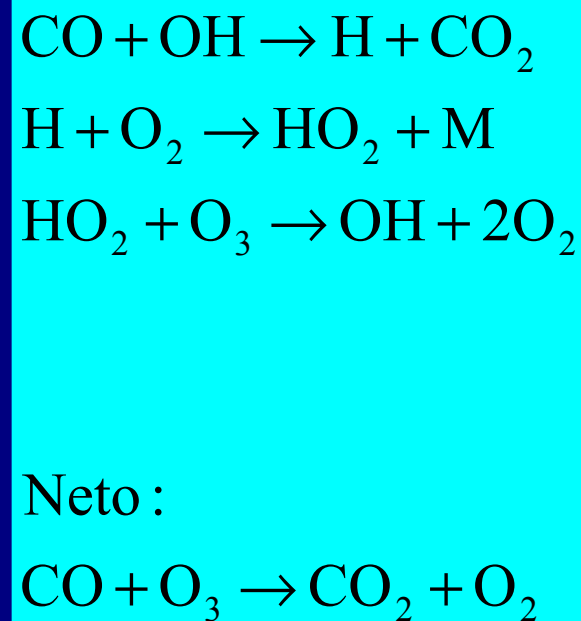 CO + OH → H + CO₂
H + O₂ → HO₂ + M
HO₂ + O₃ → OH + 2O₂
Neto :
CO + O₃ → CO₂ + O₂